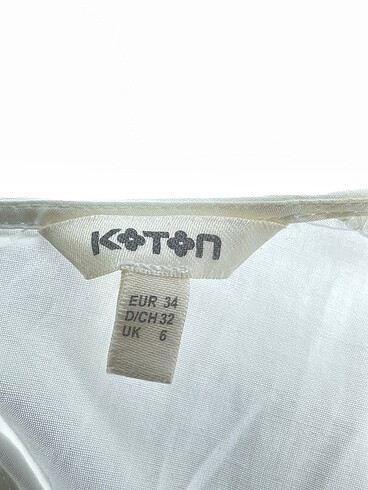 KOTON
EUR 34
D/CH 32
UK 6